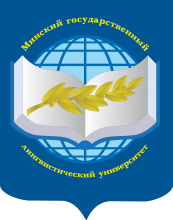 Минский государственный
лингвистический университет